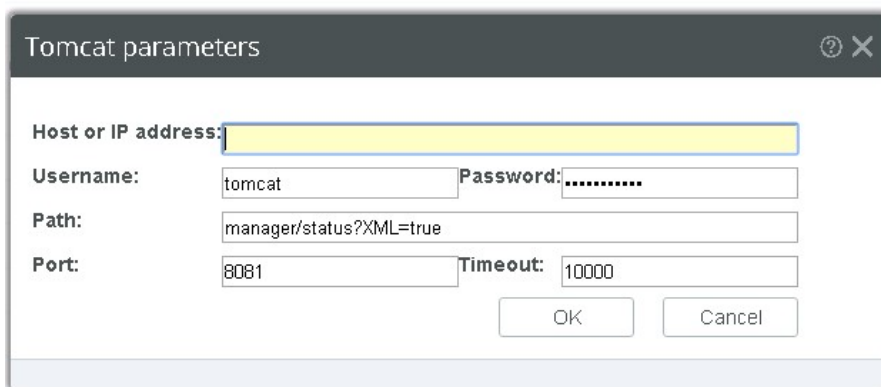 Tomcat parameters
Host or IP address:
Username: tomcat Password: •••••••••••
Path: manager/status?XML=true
Port: 8081 Timeout: 10000
OK Cancel